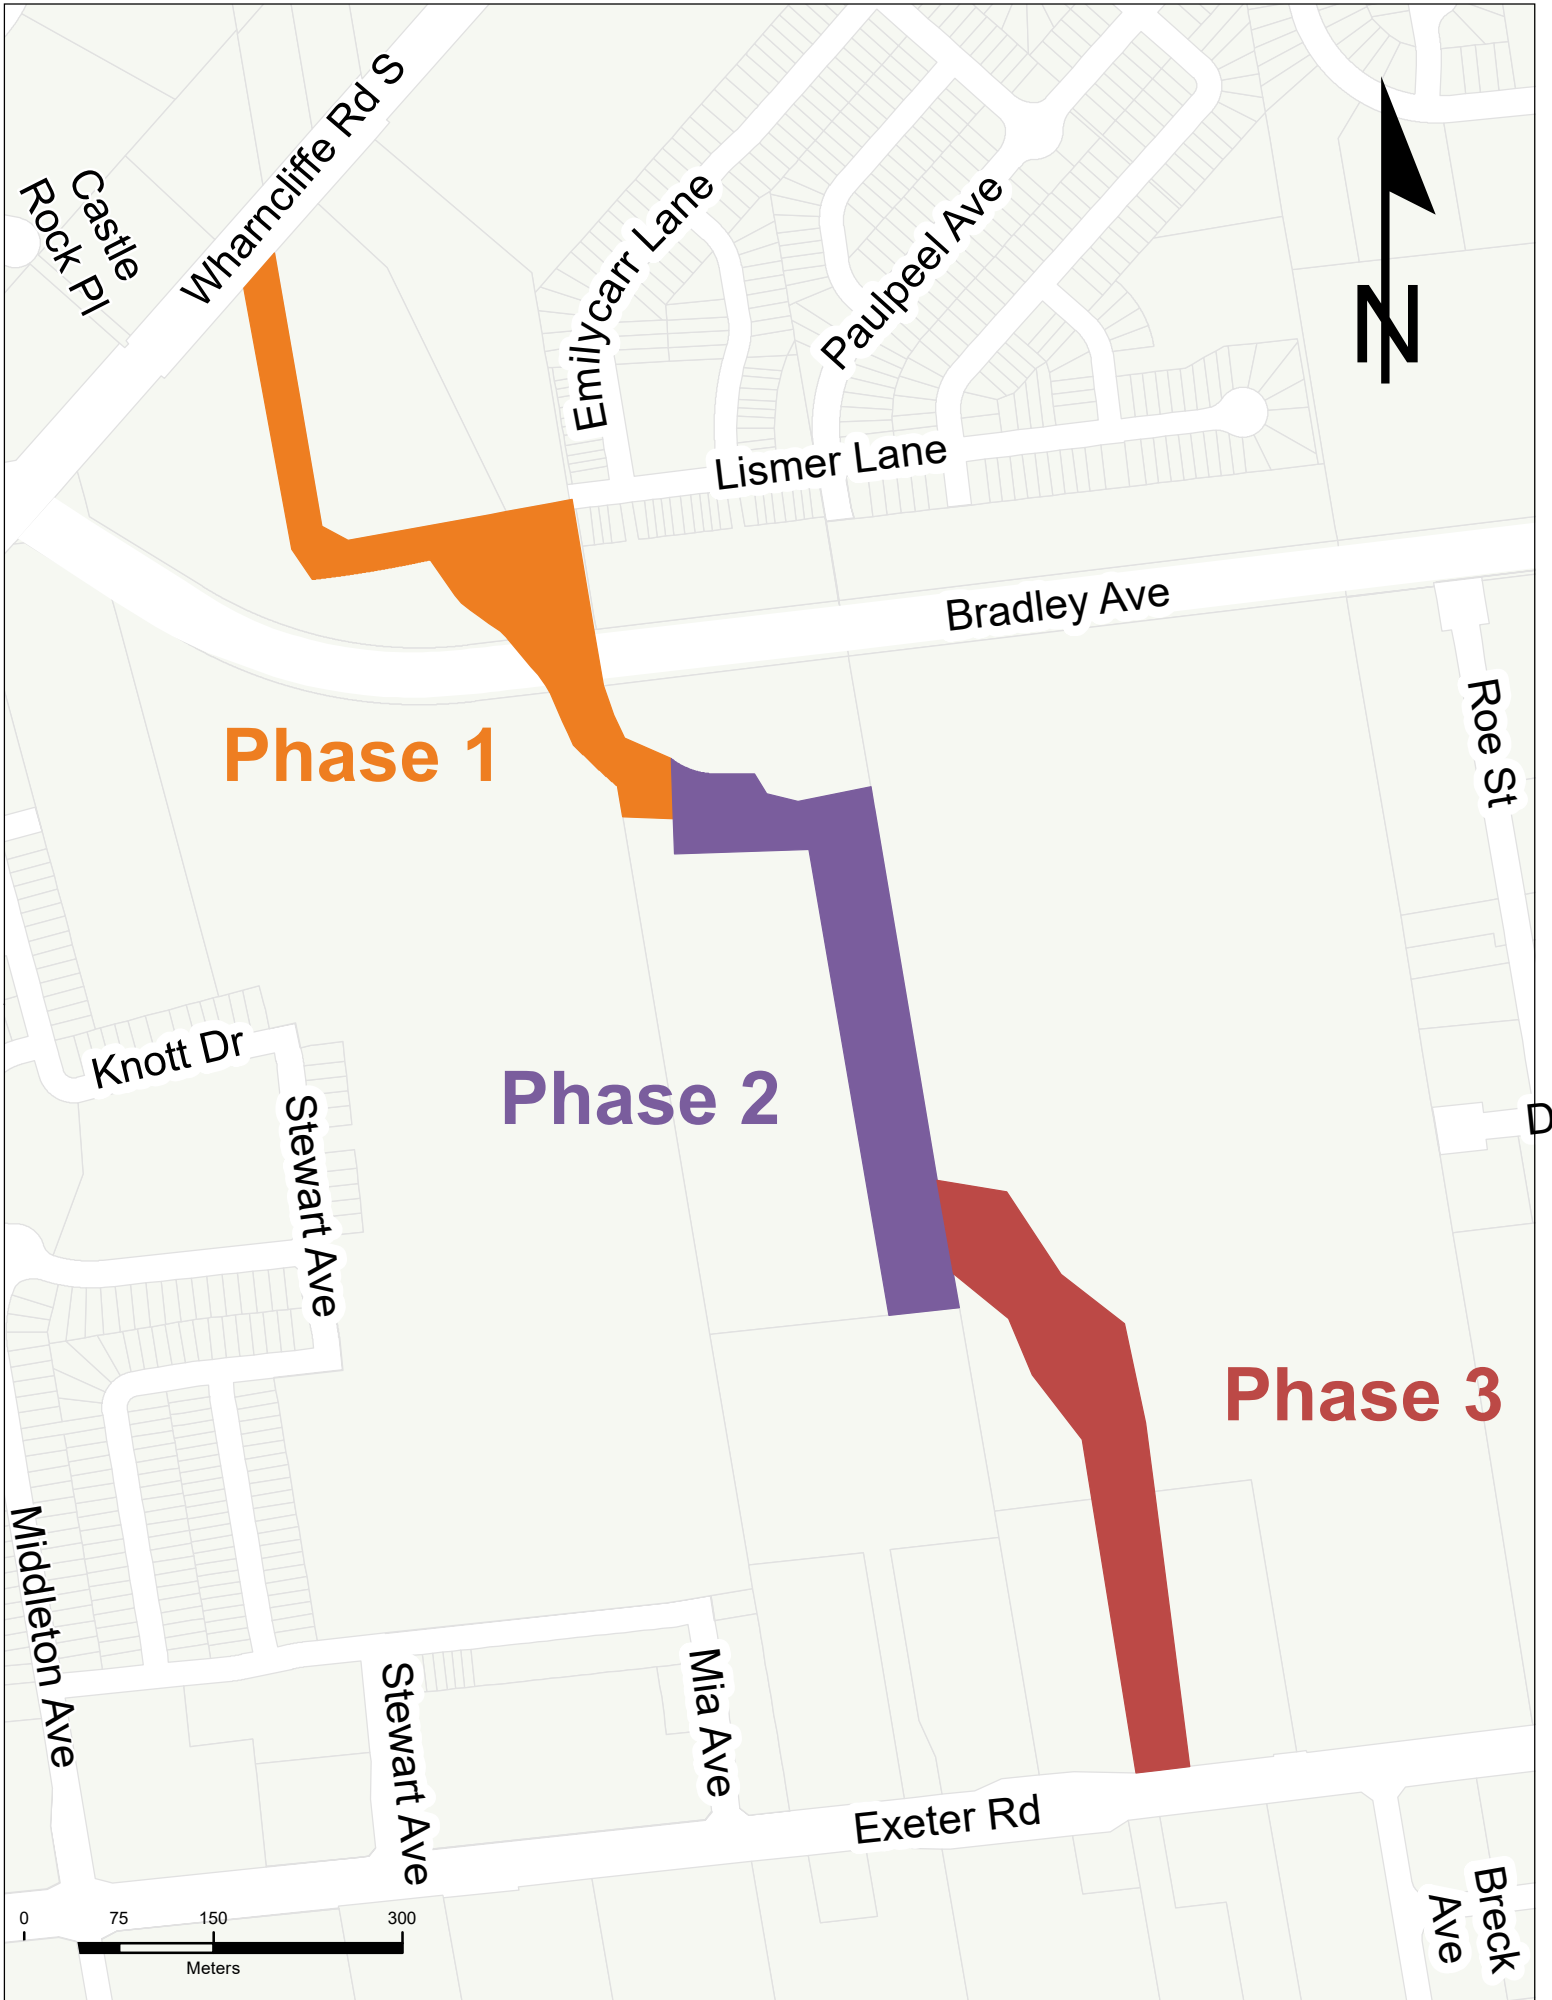 Wharncliffe Rd S
Castle
Rock Pl
Emilycarr Lane
Paulpeel Ave
N
Lismer Lane
Bradley Ave
Roe St
Phase 1
Knott Dr
Phase 2
Stewart Ave
D
Phase 3
Middleton Ave
Stewart Ave
Mia Ave
Exeter Rd
Breck
Ave
0 75 150 300
Meters